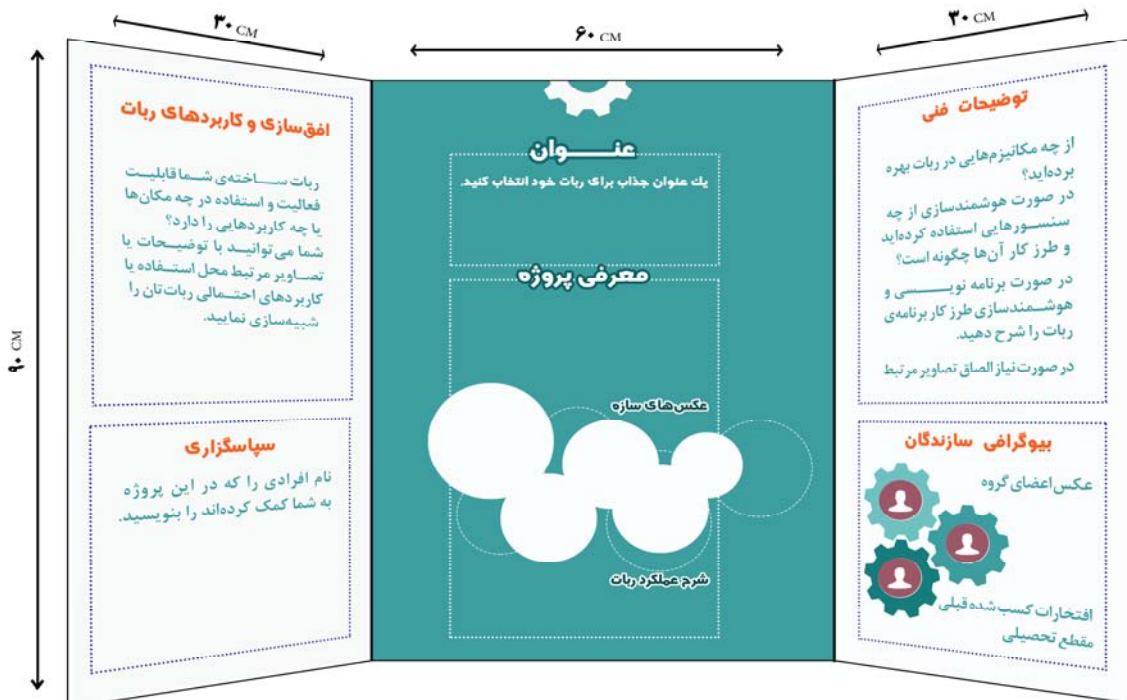 ۳۰ CM
۶۰ CM
۳۰ CM
۹۰ CM
توضیحات فنی
از چه مکانیزم‌هایی در ربات بهره
برده‌اید؟
در صورت هوشمندسازی از چه
سنسورهایی استفاده کرده‌اید
و طرز کار آن‌ها چگونه است؟
در صورت برنامه نویسی و
هوشمندسازی طرز کار برنامه‌ی
ربات را شرح دهید.
در صورت نیاز الصاق تصاویر مرتبط
بیوگرافی سازندگان
عکس اعضای گروه
افتخارات کسب شده قبلی
مقطع تحصیلی
عنوان
یک عنوان جذاب برای ربات خود انتخاب کنید.
معرفی پروژه
عکس‌های سازه
شرح عملکرد ربات
افق‌سازی و کاربردهای ربات
ربات ساخته‌ی شما قابلیت
فعالیت و استفاده در چه مکان‌ها
یا چه کاربردهایی را دارد؟
شما می‌توانید با توضیحات یا
تصاویر مرتبط محل استفاده یا
کاربردهای احتمالی ربات‌تان را
شبیه‌سازی نمایید.
سپاسگزاری
نام افرادی را که در این پروژه
به شما کمک کرده‌اند را بنویسید.